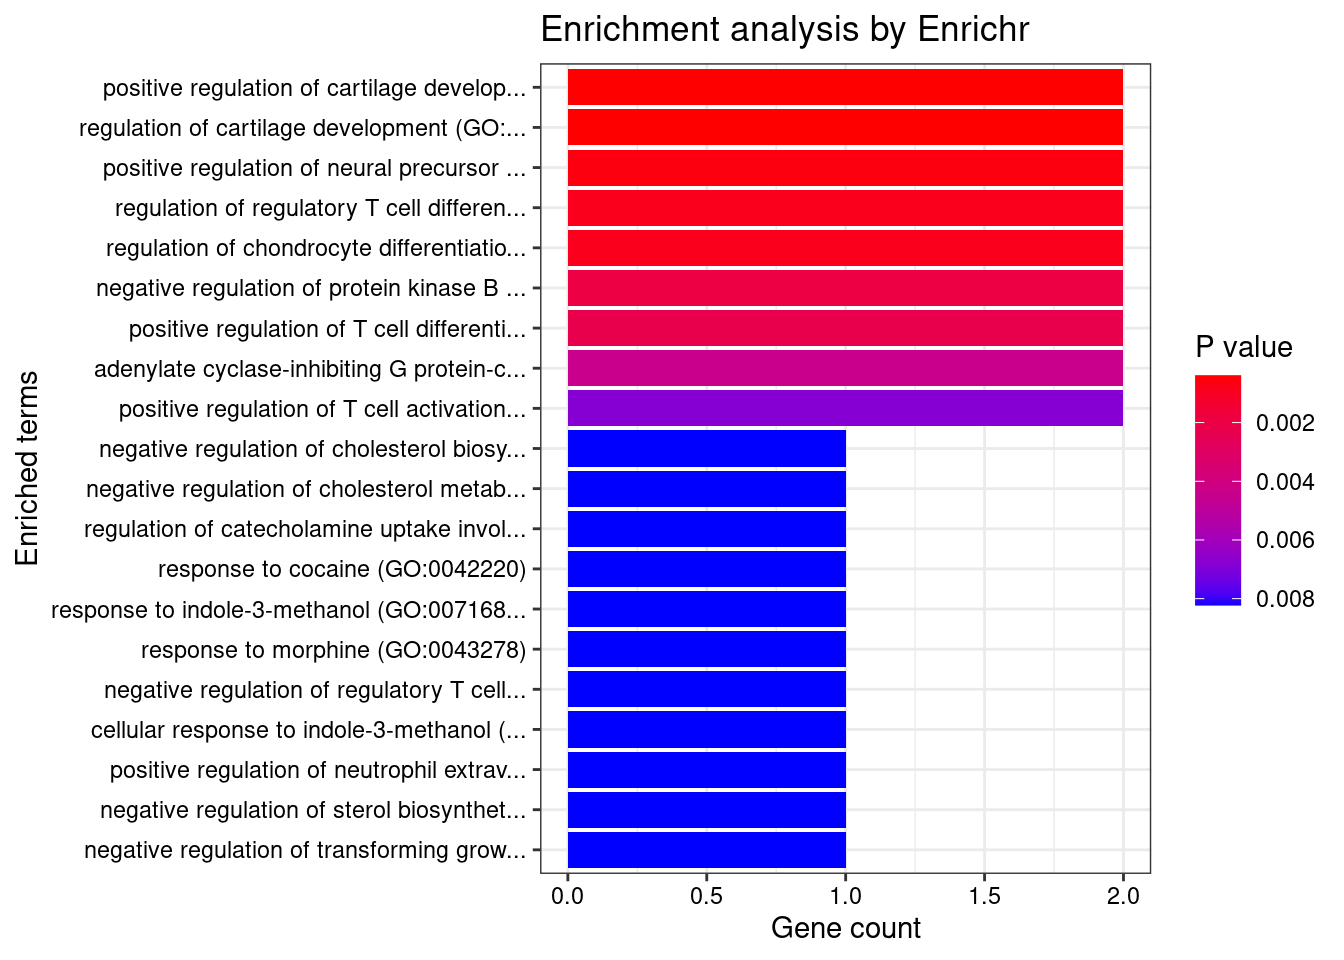 Enrichment analysis by Enrichr
positive regulation of cartilage develop...
regulation of cartilage development (GO:...
positive regulation of neural precursor ...
regulation of regulatory T cell differen...
regulation of chondrocyte differentiatio...
negative regulation of protein kinase B ...
positive regulation of T cell differenti...
adenylate cyclase-inhibiting G protein-c...
positive regulation of T cell activation...
negative regulation of cholesterol biosy...
negative regulation of cholesterol metab...
regulation of catecholamine uptake invol...
response to cocaine (GO:0042220)
response to indole-3-methanol (GO:007168...
response to morphine (GO:0043278)
negative regulation of regulatory T cell...
cellular response to indole-3-methanol (...
positive regulation of neutrophil extrav...
negative regulation of sterol biosynthet...
negative regulation of transforming grow...
Enriched terms
0.0 0.5 1.0 1.5 2.0
Gene count
P value
0.002
0.004
0.006
0.008